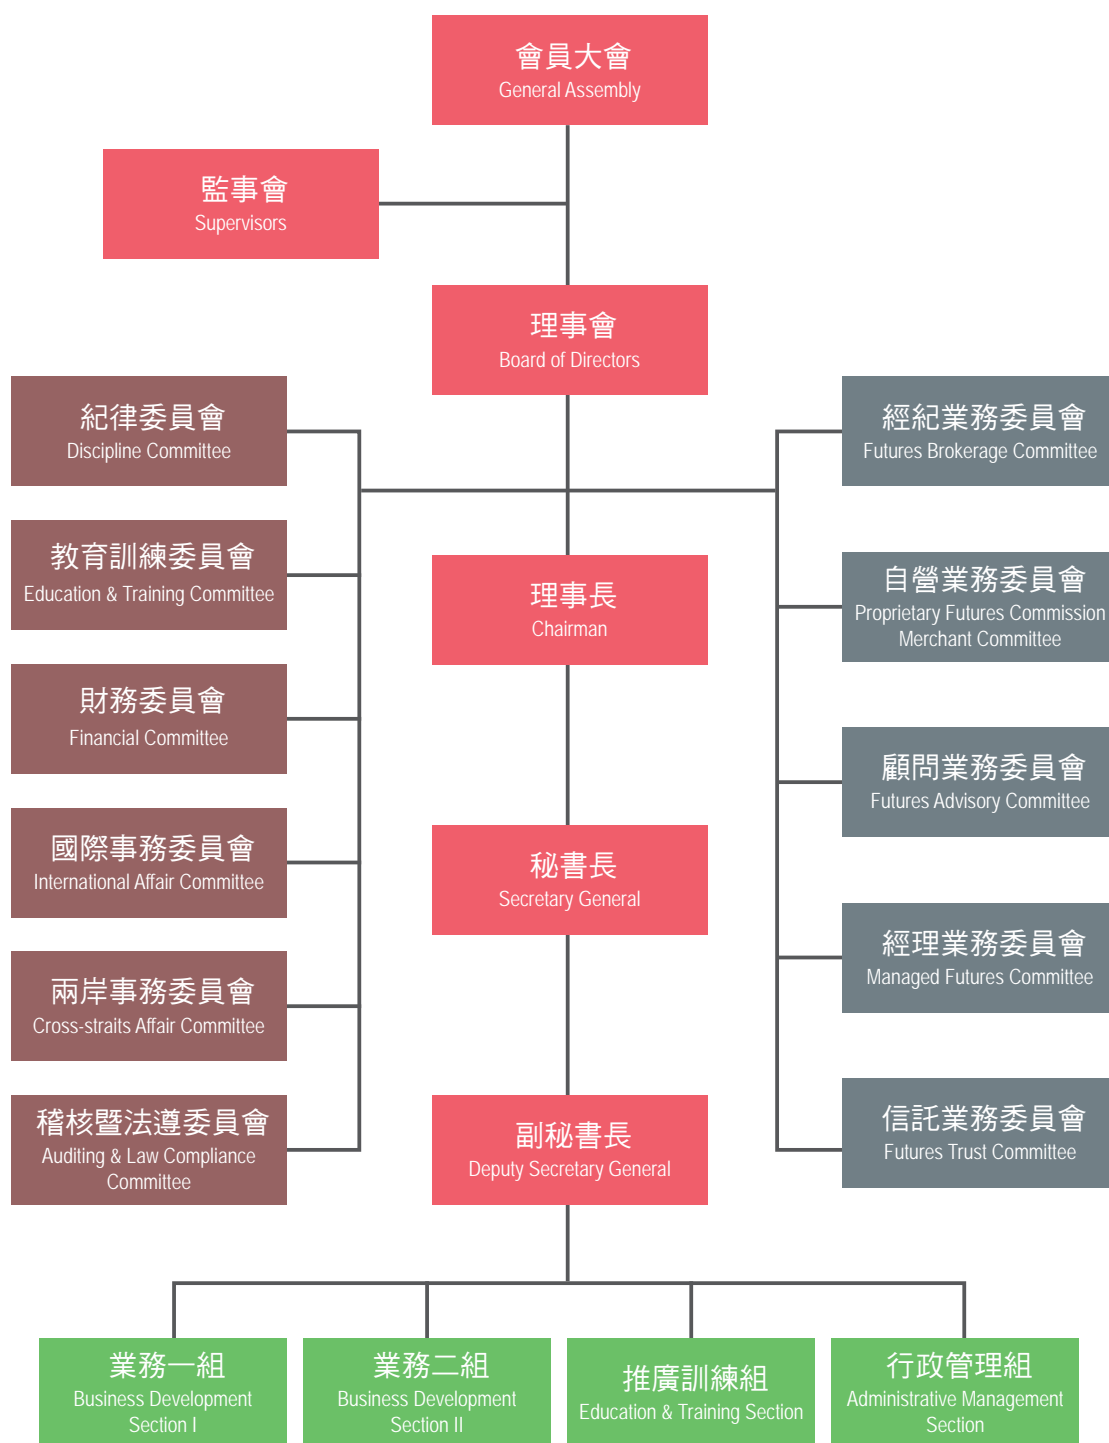 會員大會
General Assembly
監事會
Supervisors
理事會
Board of Directors
紀律委員會
Discipline Committee
教育訓練委員會
Education & Training Committee
財務委員會
Financial Committee
國際事務委員會
International Affair Committee
兩岸事務委員會
Cross-straits Affair Committee
稽核暨法遵委員會
Auditing & Law Compliance
Committee
理事長
Chairman
秘書長
Secretary General
副秘書長
Deputy Secretary General
經紀業務委員會
Futures Brokerage Committee
自營業務委員會
Proprietary Futures Commission
Merchant Committee
顧問業務委員會
Futures Advisory Committee
經理業務委員會
Managed Futures Committee
信託業務委員會
Futures Trust Committee
業務一組
Business Development
Section I
業務二組
Business Development
Section II
推廣訓練組
Education & Training Section
行政管理組
Administrative Management
Section